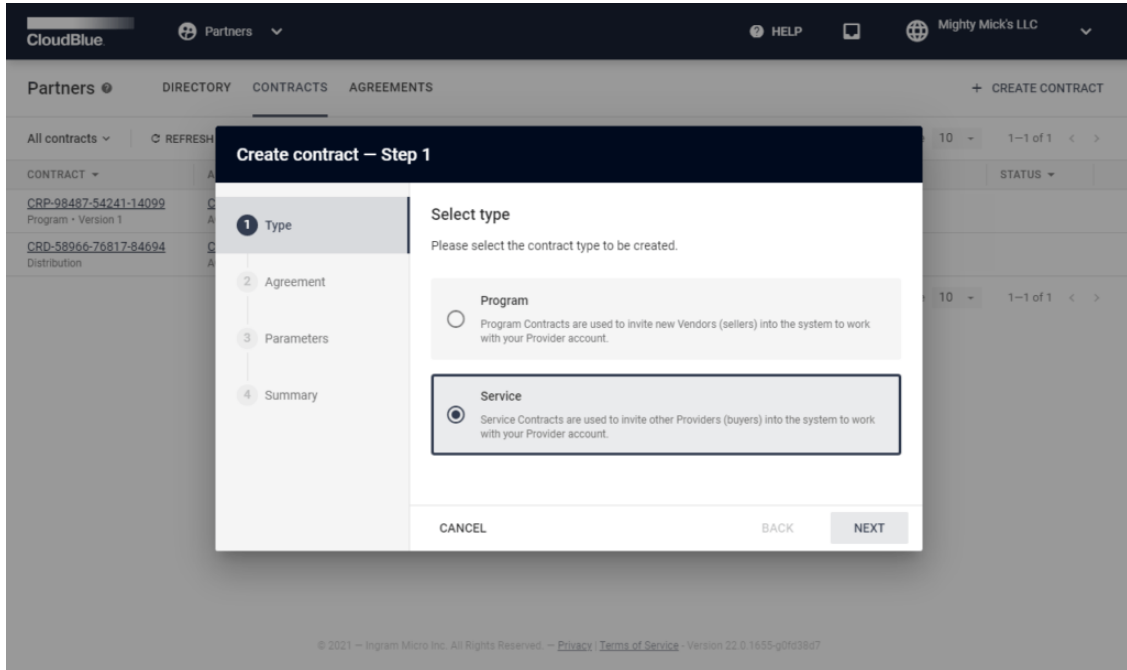 CloudBlue
Partners
HELP
Mighty Mick's LLC
Partners
DIRECTORY
CONTRACTS
AGREEMENTS
+ CREATE CONTRACT
All contracts
REFRESH
10
1–1 of 1
CONTRACT
STATUS
CRP-98487-54241-14099
Program • Version 1
CRD-58966-76817-84694
Distribution
10
1–1 of 1
Create contract — Step 1
1 Type
2 Agreement
3 Parameters
4 Summary
Select type
Please select the contract type to be created.
Program
Program Contracts are used to invite new Vendors (sellers) into the system to work
with your Provider account.
Service
Service Contracts are used to invite other Providers (buyers) into the system to work
with your Provider account.
CANCEL
BACK
NEXT
© 2021 — Ingram Micro Inc. All Rights Reserved. — Privacy | Terms of Service - Version 22.0.1655-g0fd38d7